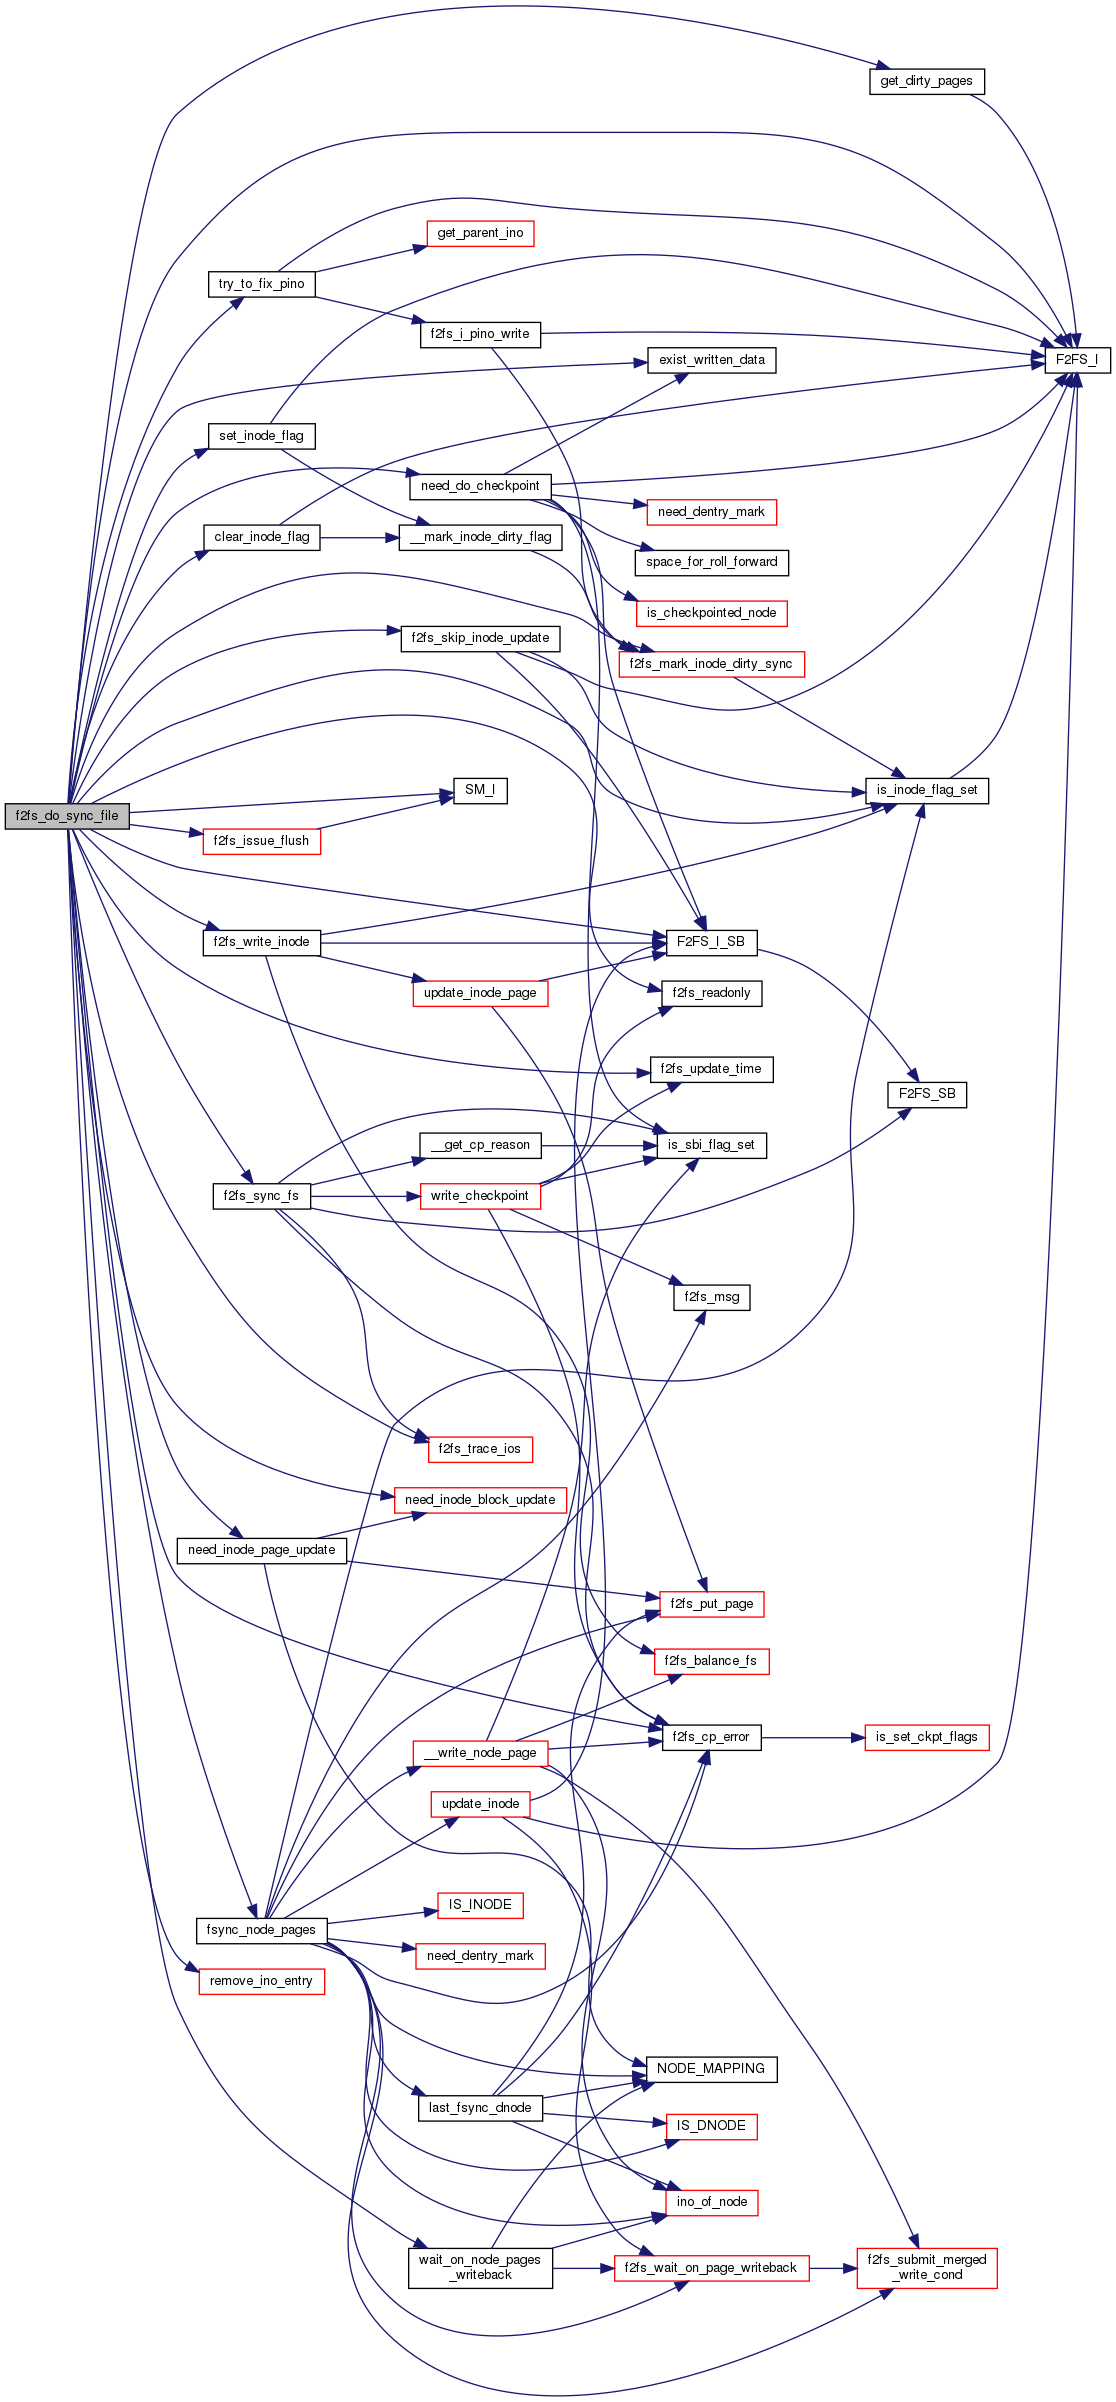 get_dirty_pages
get_parent_ino
try_to_fix_pino
f2fs_i_pino_write
exist_written_data
F2FS_I
set_inode_flag
need_do_checkpoint
need_dentry_mark
clear_inode_flag
__mark_inode_dirty_flag
space_for_roll_forward
is_checkpointed_node
f2fs_skip_inode_update
f2fs_mark_inode_dirty_sync
SM_I
is_inode_flag_set
f2fs_do_sync_file
f2fs_issue_flush
f2fs_write_inode
F2FS_I_SB
update_inode_page
f2fs_readonly
f2fs_update_time
F2FS_SB
__get_cp_reason
is_sbi_flag_set
f2fs_sync_fs
write_checkpoint
f2fs_msg
f2fs_trace_ios
need_inode_block_update
need_inode_page_update
f2fs_put_page
f2fs_balance_fs
f2fs_cp_error
is_set_ckpt_flags
__write_node_page
update_inode
IS_INODE
fsync_node_pages
need_dentry_mark
remove_ino_entry
NODE_MAPPING
last_fsync_dnode
IS_DNODE
ino_of_node
wait_on_node_pages
_writeback
f2fs_wait_on_page_writeback
f2fs_submit_merged
_write_cond